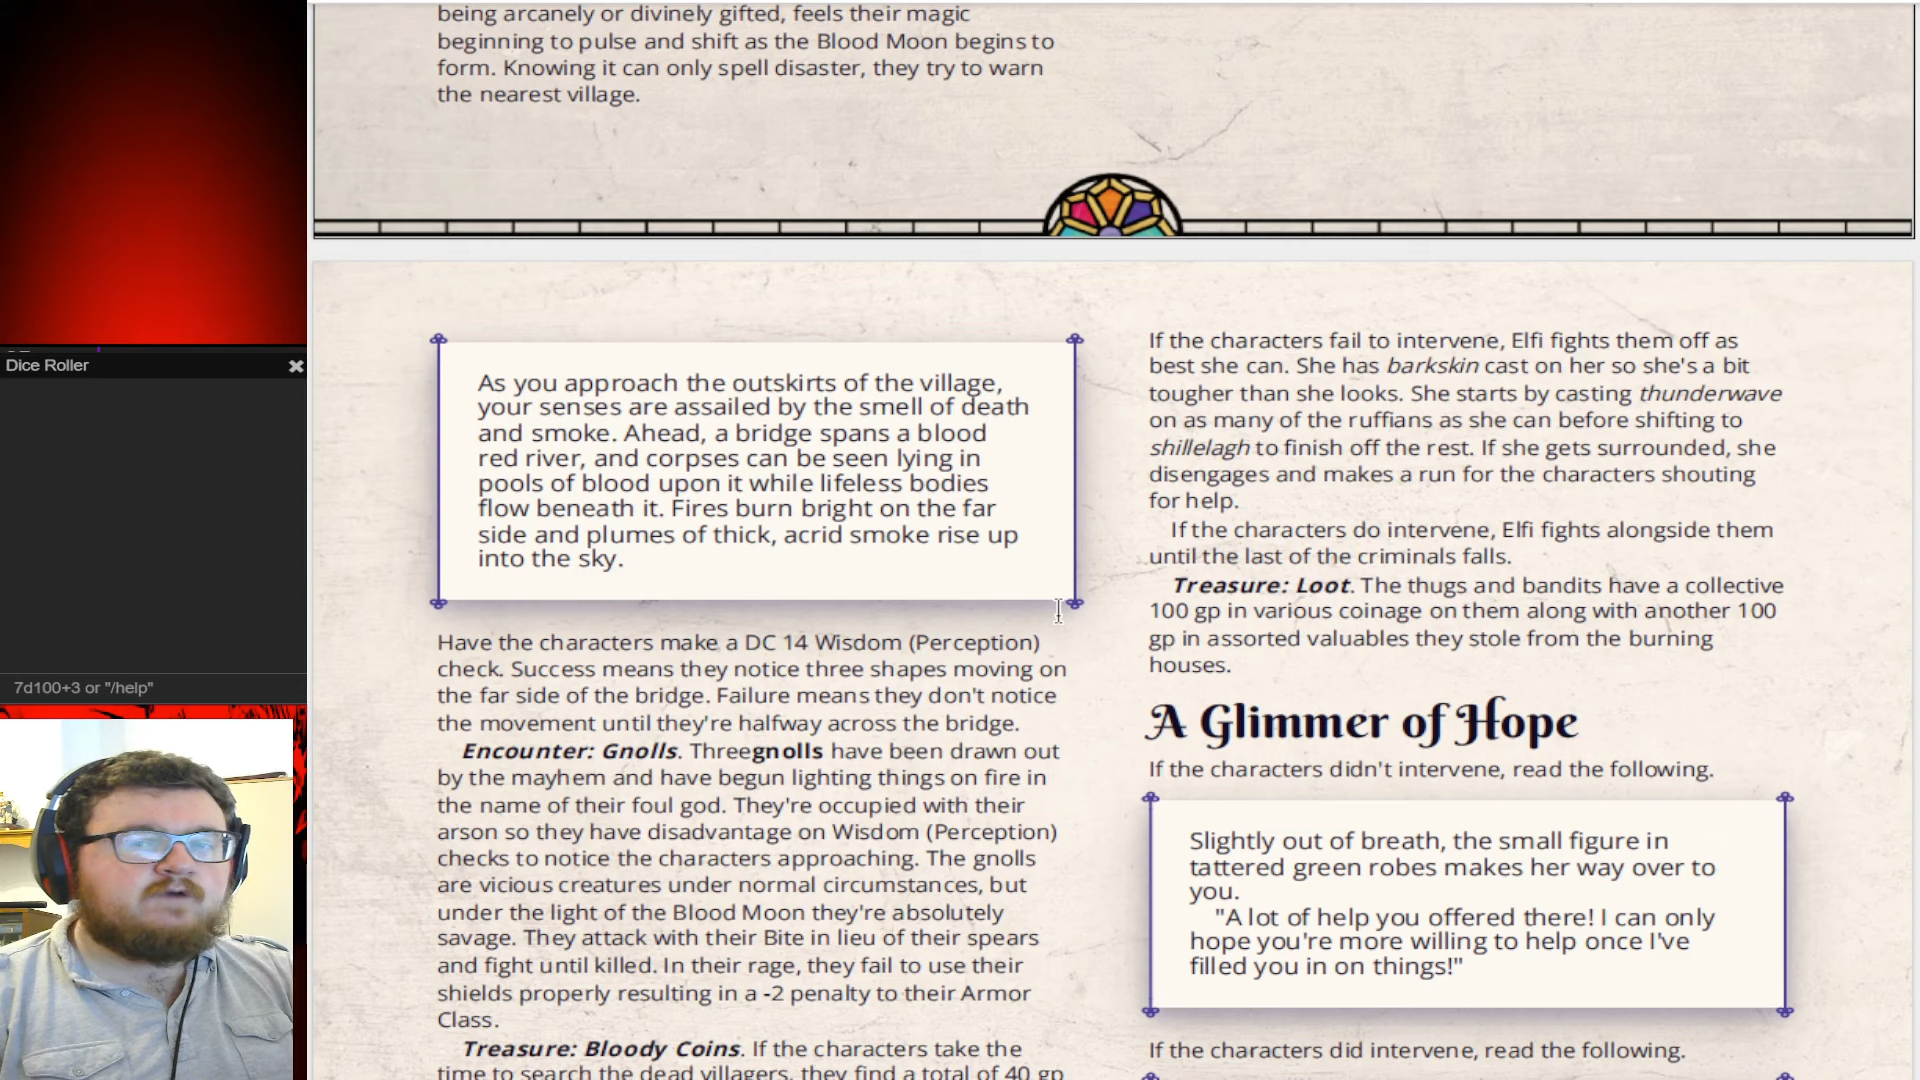 being arcanely or divinely gifted, feels their magic
beginning to pulse and shift as the Blood Moon begins to
form. Knowing it can only spell disaster, they try to warn
the nearest village.
Dice Roller
7d100+3 or "/help"
As you approach the outskirts of the village,
your senses are assailed by the smell of death
and smoke. Ahead, a bridge spans a blood
red river, and corpses can be seen lying in
pools of blood upon it while lifeless bodies
flow beneath it. Fires burn bright on the far
side and plumes of thick, acrid smoke rise up
into the sky.
Have the characters make a DC 14 Wisdom (Perception)
check. Success means they notice three shapes moving on
the far side of the bridge. Failure means they don't notice
the movement until they're halfway across the bridge.
Encounter: Gnolls. Threegnolls have been drawn out
by the mayhem and have begun lighting things on fire in
the name of their foul god. They're occupied with their
arson so they have disadvantage on Wisdom (Perception)
checks to notice the characters approaching. The gnolls
are vicious creatures under normal circumstances, but
under the light of the Blood Moon they're absolutely
savage. They attack with their Bite in lieu of their spears
and fight until killed. In their rage, they fail to use their
shields properly resulting in a -2 penalty to their Armor
Class.
Treasure: Bloody Coins. If the characters take the
time to search the dead villagers, they find a total of 40 gp
If the characters fail to intervene, Elfi fights them off as
best she can. She has barkskin cast on her so she's a bit
tougher than she looks. She starts by casting thunderwave
on as many of the ruffians as she can before shifting to
shillelagh to finish off the rest. If she gets surrounded, she
disengages and makes a run for the characters shouting
for help.
If the characters do intervene, Elfi fights alongside them
until the last of the criminals falls.
Treasure: Loot. The thugs and bandits have a collective
100 gp in various coinage on them along with another 100
gp in assorted valuables they stole from the burning
houses.
A Glimmer of Hope
If the characters didn't intervene, read the following.
Slightly out of breath, the small figure in
tattered green robes makes her way over to
you.
"A lot of help you offered there! I can only
hope you're more willing to help once I've
filled you in on things!"
If the characters did intervene, read the following.